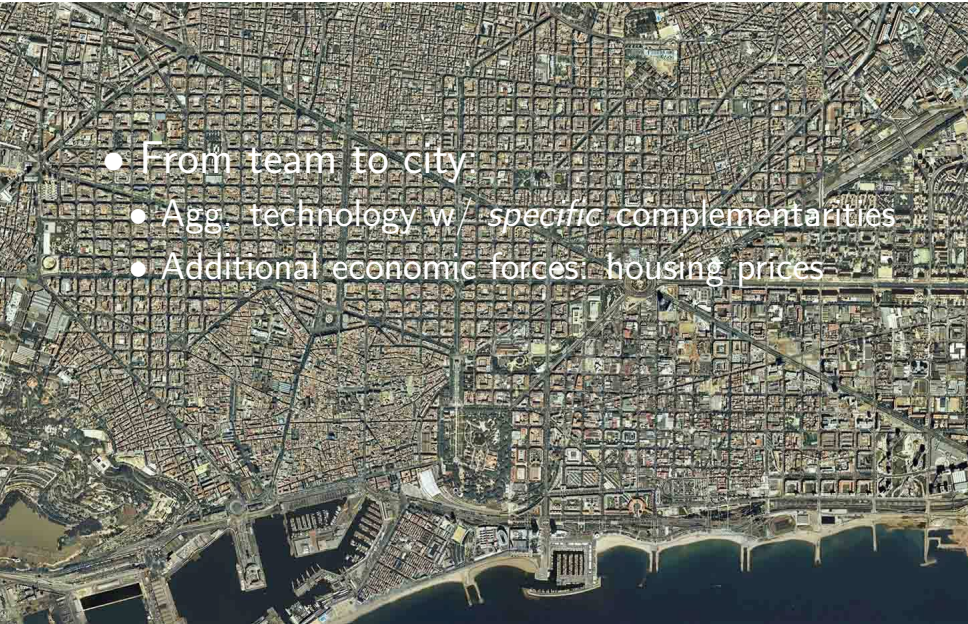 • From team to city:
• Agg. technology w/ specific complementarities
• Additional economic forces: housing prices